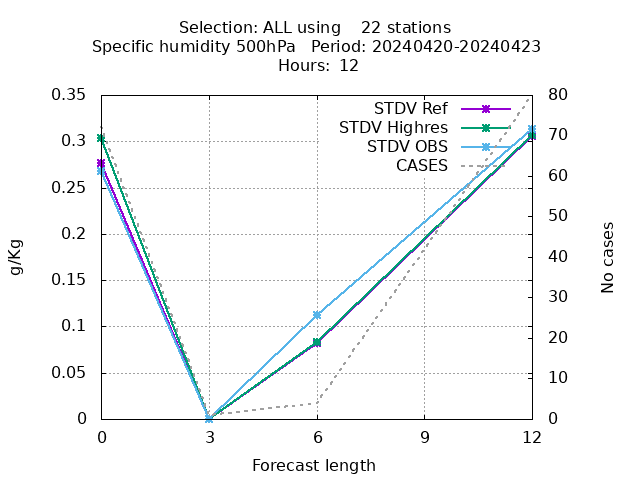 Selection: ALL using    22 stations
Specific humidity 500hPa   Period: 20240420-20240423
Hours: 12
0.35
0.3
0.25
0.2
0.15
0.1
0.05
0
80
70
60
50
40
30
20
10
0
STDV Ref
STDV Highres
STDV OBS
CASES
g/Kg
No cases
0 3 6 9 12
Forecast length